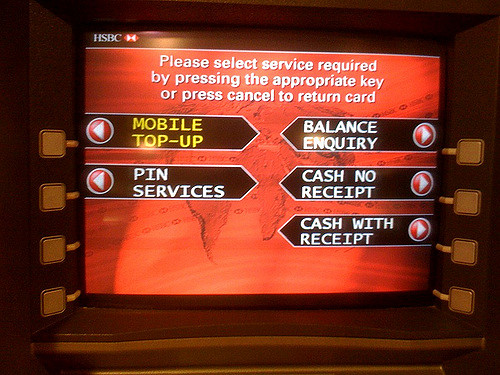 HSBC
Please select service required
by pressing the appropriate key
or press cancel to return card
MOBILE
TOP-UP
BALANCE
ENQUIRY
PIN
SERVICES
CASH NO
RECEIPT
CASH WITH
RECEIPT